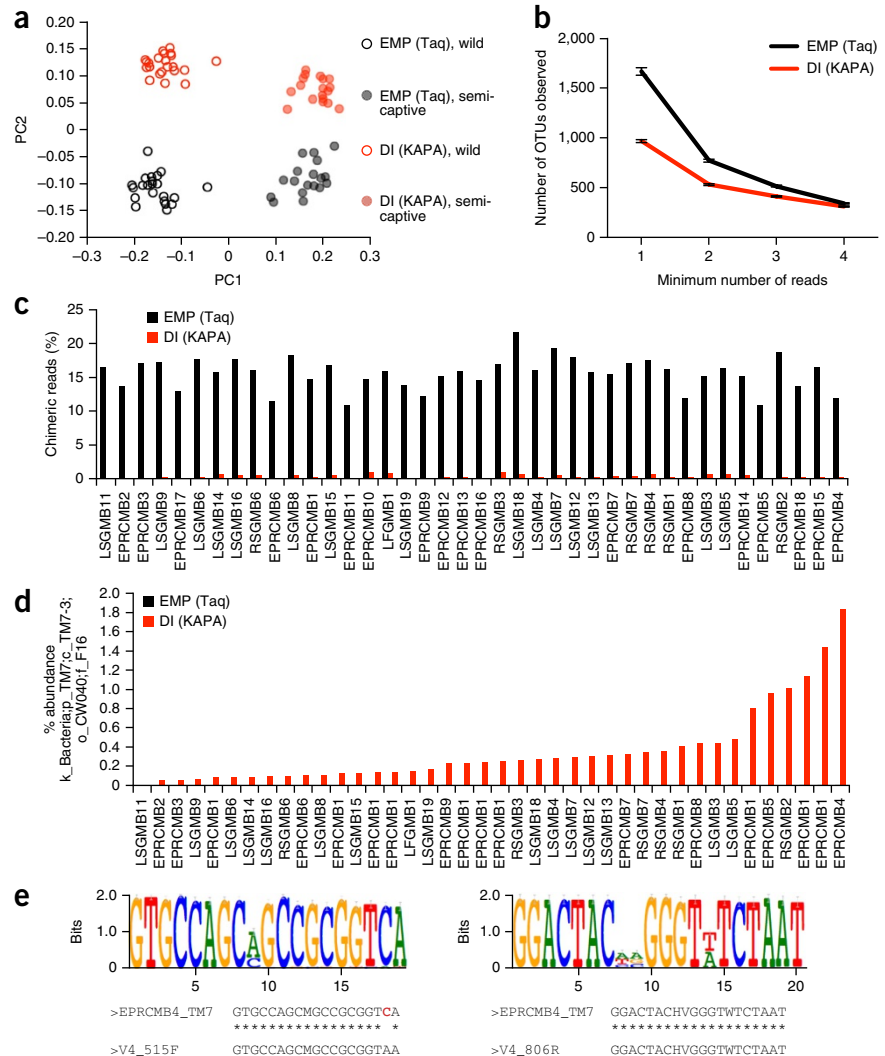 a
0.20
0.15
0.10
0.05
0
−0.05
−0.10
−0.15
−0.20
PC2
−0.3
−0.2
−0.1
0
0.1
0.2
0.3
PC1
EMP (Taq), wild
EMP (Taq), semi-
captive
DI (KAPA), wild
DI (KAPA), semi-
captive
b
2,000
1,500
1,000
500
0
Number of OTUs observed
EMP (Taq)
DI (KAPA)
1
2
3
4
Minimum number of reads
c
EMP (Taq)
DI (KAPA)
25
20
15
10
5
0
Chimeric reads (%)
LSGMB11
EPRCMB2
EPRCMB3
LSGMB9
EPRCMB17
LSGMB6
LSGMB14
LSGMB16
RSGMB6
EPRCMB6
LSGMB8
EPRCMB1
LSGMB15
EPRCMB11
EPRCMB10
LFGMB1
LSGMB19
EPRCMB9
EPRCMB12
EPRCMB13
EPRCMB16
RSGMB3
LSGMB18
LSGMB4
LSGMB7
LSGMB12
LSGMB13
EPRCMB7
RSGMB7
RSGMB4
RSGMB1
EPRCMB8
LSGMB3
LSGMB5
EPRCMB14
EPRCMB5
RSGMB2
EPRCMB18
EPRCMB15
EPRCMB4
d
EMP (Taq)
DI (KAPA)
2.0
1.8
1.6
1.4
1.2
1.0
0.8
0.6
0.4
0.2
0
% abundance
k_Bacteria;p_TM7;c_TM7-3;
o_CW040;f_F16
LSGMB11
EPRCMB2
EPRCMB3
LSGMB9
EPRCMB1
LSGMB6
LSGMB14
LSGMB16
RSGMB6
EPRCMB6
LSGMB8
EPRCMB1
LSGMB15
EPRCMB1
EPRCMB1
LFGMB1
LSGMB19
EPRCMB9
EPRCMB1
EPRCMB1
EPRCMB1
RSGMB3
LSGMB18
LSGMB4
LSGMB7
LSGMB12
LSGMB13
EPRCMB7
RSGMB7
RSGMB4
RSGMB1
EPRCMB8
LSGMB3
LSGMB5
EPRCMB1
EPRCMB5
RSGMB2
EPRCMB1
EPRCMB1
EPRCMB4
e
2.0
1.0
0
Bits
GTGCCAGCAGCCGCGGTCA
C
5
10
15
>EPRCMB4_TM7 GTGCCAGCMGCCGCGGTCA
***************** *
>V4_515F GTGCCAGCMGCCGCGGTAA
2.0
1.0
0
Bits
GGACTAC GGGTTTCTAAT
A
5
10
15
20
>EPRCMB4_TM7 GGACTACHVGGGTWTCTAAT
********************
>V4_806R GGACTACHVGGGTWTCTAAT